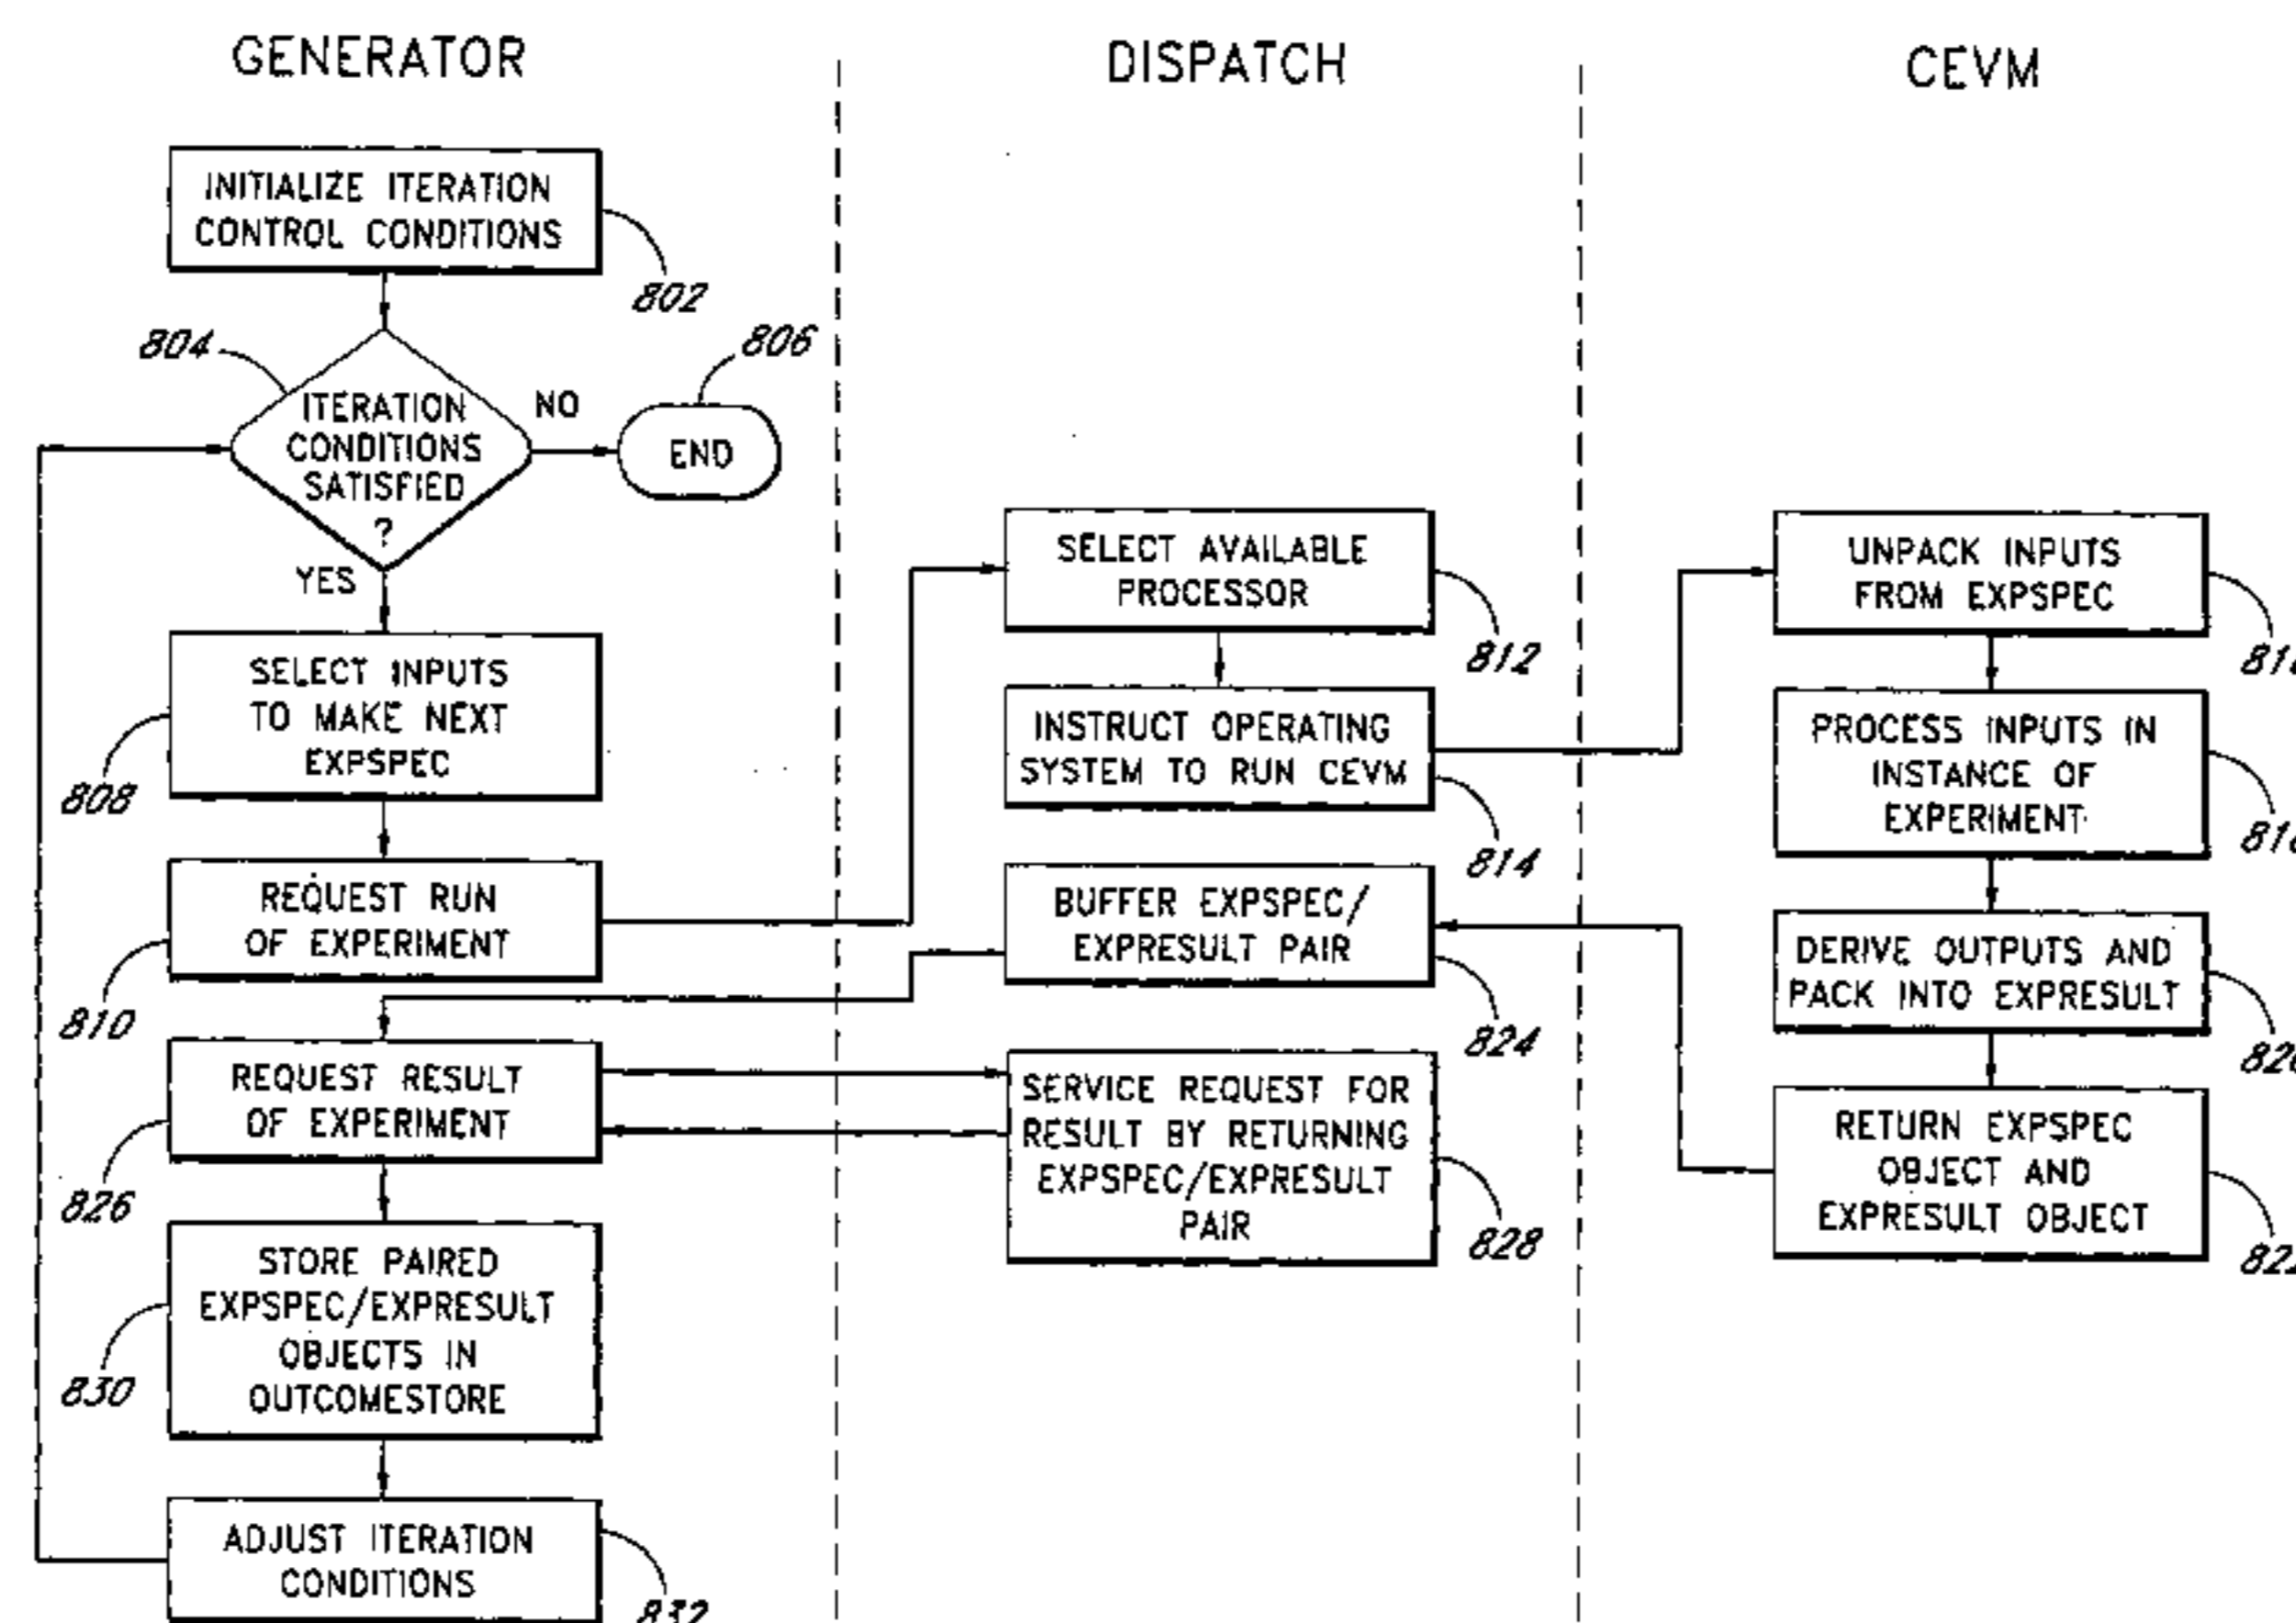 GENERATOR
DISPATCH
CEVM
INITIALIZE ITERATION
CONTROL CONDITIONS
802
804
ITERATION
CONDITIONS
SATISFIED
?
NO
806
END
YES
SELECT INPUTS
TO MAKE NEXT
EXPSPEC
808
REQUEST RUN
OF EXPERIMENT
810
SELECT AVAILABLE
PROCESSOR
812
INSTRUCT OPERATING
SYSTEM TO RUN CEVM
814
UNPACK INPUTS
FROM EXPSPEC
PROCESS INPUTS IN
INSTANCE OF
EXPERIMENT
DERIVE OUTPUTS AND
PACK INTO EXPRESULT
RETURN EXPSPEC
OBJECT AND
EXPRESULT OBJECT
BUFFER EXPSPEC/
EXPRESULT PAIR
824
REQUEST RESULT
OF EXPERIMENT
826
SERVICE REQUEST FOR
RESULT BY RETURNING
EXPSPEC/EXPRESULT
PAIR
828
STORE PAIRED
EXPSPEC/EXPRESULT
OBJECTS IN
OUTCOMESTORE
830
ADJUST ITERATION
CONDITIONS
832